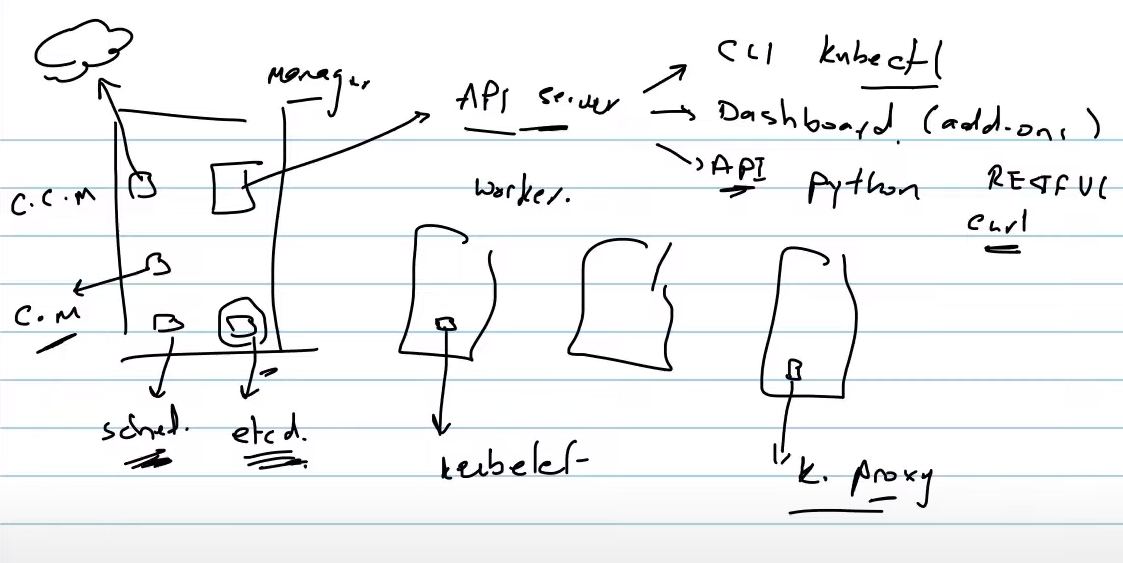 CLI kubectl
manager
API server
Dashboard (add-ons)
API python RESTFUL
curl
worker.
C.C.M
C.M
sched.
etcd.
kubelet
k. proxy